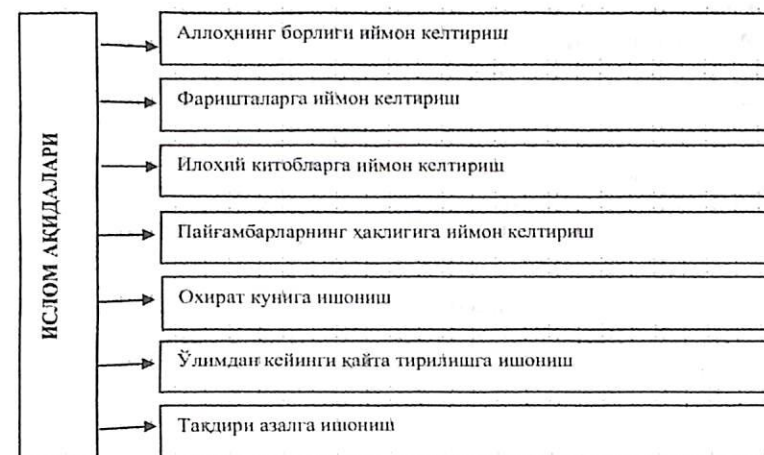 ИСЛОМ АҚИДАЛАРИ
Аллоҳнинг борлиги иймон келтириш
Фаришталарга иймон келтириш
Илоҳий китобларга иймон келтириш
Пайғамбарларнинг ҳақлигига иймон келтириш
Охират кунига ишониш
Ўлимдан кейинги қайта тирилишга ишониш
Тақдири азалга ишониш